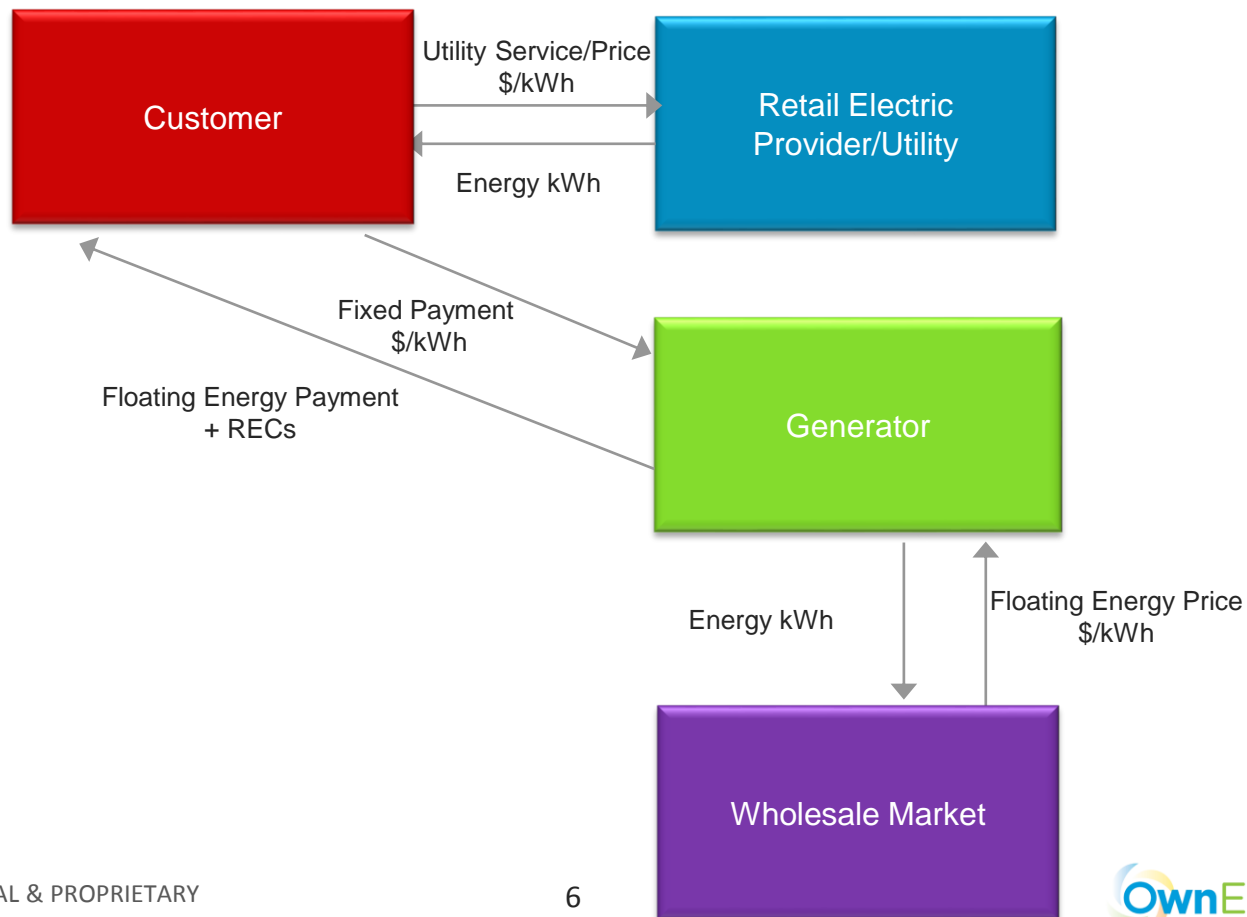 Customer
Utility Service/Price
$/kWh
Retail Electric
Provider/Utility
Energy kWh
Fixed Payment
$/kWh
Floating Energy Payment
+ RECs
Generator
Energy kWh
Floating Energy Price
$/kWh
Wholesale Market
AL & PROPRIETARY
6
OwnE